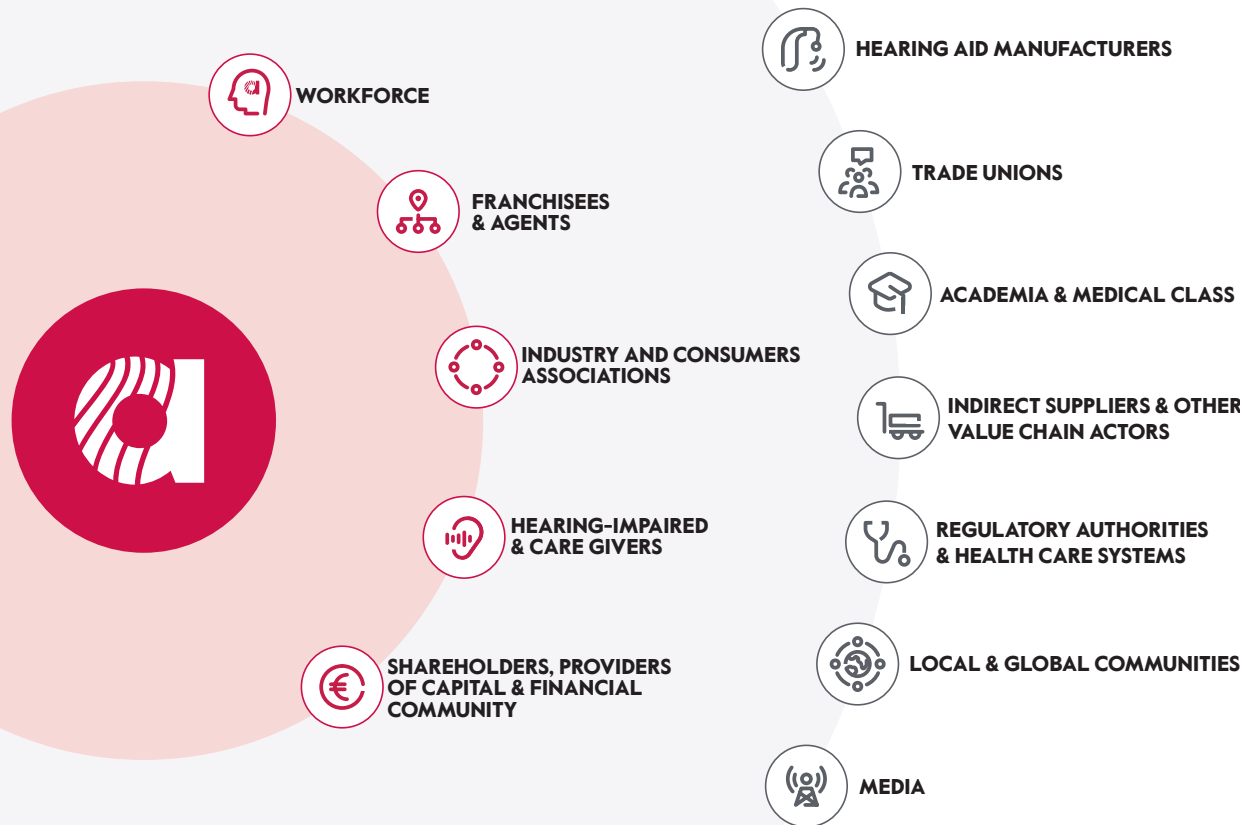 WORKFORCE
FRANCHISEES
& AGENTS
INDUSTRY AND CONSUMERS
ASSOCIATIONS
HEARING-IMPAIRED
& CARE GIVERS
SHAREHOLDERS, PROVIDERS
OF CAPITAL & FINANCIAL
COMMUNITY
HEARING AID MANUFACTURERS
TRADE UNIONS
ACADEMIA & MEDICAL CLASS
INDIRECT SUPPLIERS & OTHER
VALUE CHAIN ACTORS
REGULATORY AUTHORITIES
& HEALTH CARE SYSTEMS
LOCAL & GLOBAL COMMUNITIES
MEDIA